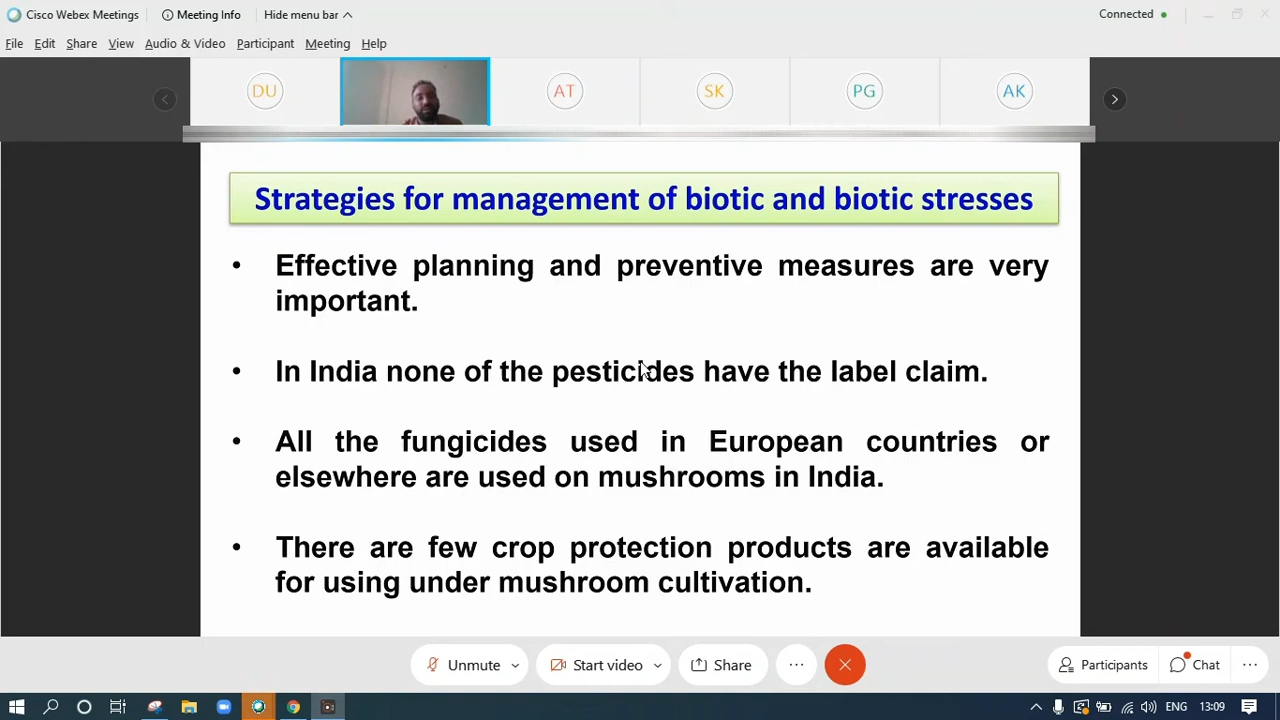 Cisco Webex Meetings
Meeting Info
Hide menu bar
Connected
File Edit Share View Audio & Video Participant Meeting Help
DU
AT
SK
PG
AK
Strategies for management of biotic and biotic stresses
• Effective planning and preventive measures are very
important.
• In India none of the pesticides have the label claim.
• All the fungicides used in European countries or
elsewhere are used on mushrooms in India.
• There are few crop protection products are available
for using under mushroom cultivation.
Unmute
Start video
Share
Participants
Chat
ENG
13:09